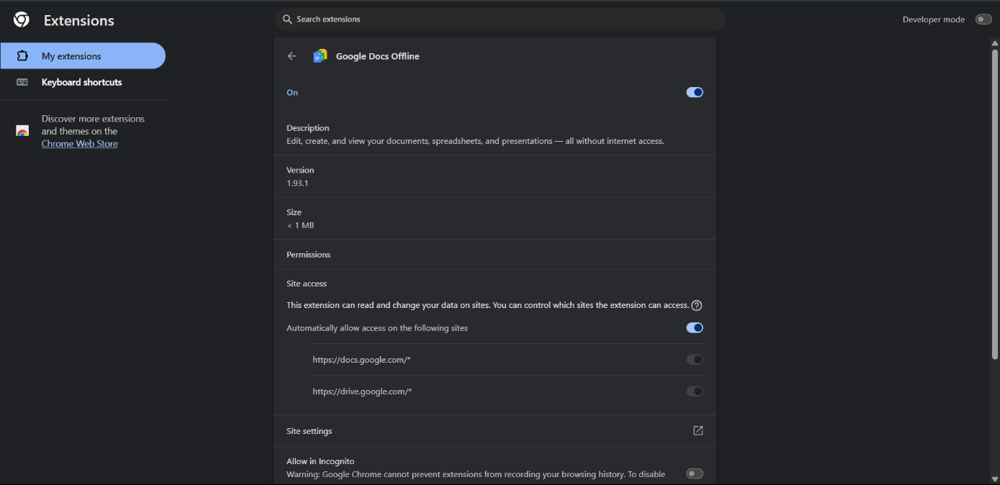 Extensions
Search extensions
Developer mode
My extensions
Keyboard shortcuts
Discover more extensions
and themes on the
Chrome Web Store
Google Docs Offline
On
Description
Edit, create, and view your documents, spreadsheets, and presentations — all without internet access.
Version
1.93.1
Size
< 1 MB
Permissions
Site access
This extension can read and change your data on sites. You can control which sites the extension can access.
Automatically allow access on the following sites
https://docs.google.com/*
https://drive.google.com/*
Site settings
Allow in Incognito
Warning: Google Chrome cannot prevent extensions from recording your browsing history. To disable